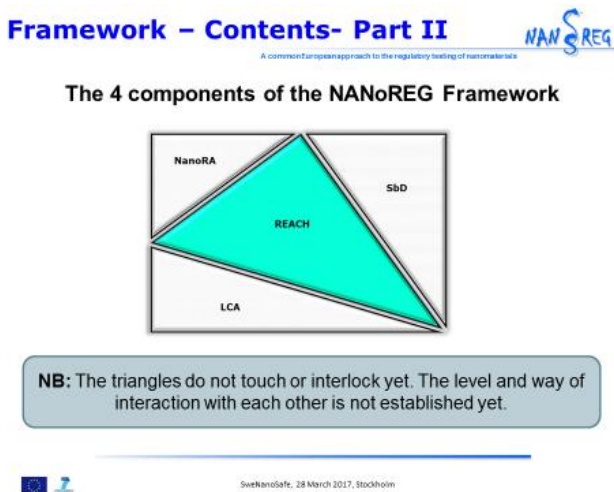 Framework – Contents- Part II
NANOREG
A common European approach to the regulatory testing of nanomaterials
The 4 components of the NANoREG Framework
NanoRA
SbD
REACH
LCA
NB: The triangles do not touch or interlock yet. The level and way of
interaction with each other is not established yet.
SweNanoSafe, 28 March 2017, Stockholm